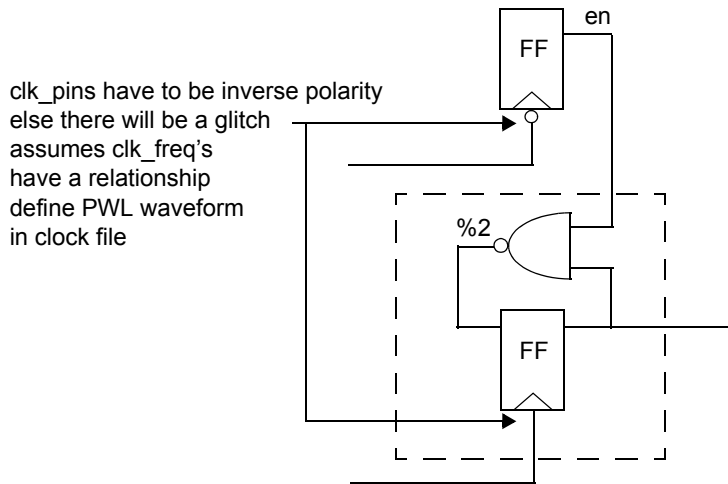 en
FF
clk_pins have to be inverse polarity
else there will be a glitch
assumes clk_freq's
have a relationship
define PWL waveform
in clock file
%2
FF